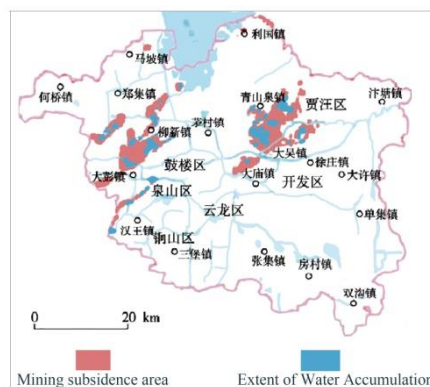 利国镇
马坡镇
何桥镇
郑集镇
青山泉镇
贾汪区
汴塘镇
柳新镇
茅村镇
大吴镇
徐庄镇
鼓楼区
大彭镇
大庙镇
大许镇
泉山区
开发区
云龙区
单集镇
汉王镇
铜山区
三堡镇
张集镇
房村镇
双沟镇
0
20
km
Mining subsidence area
Extent of Water Accumulation